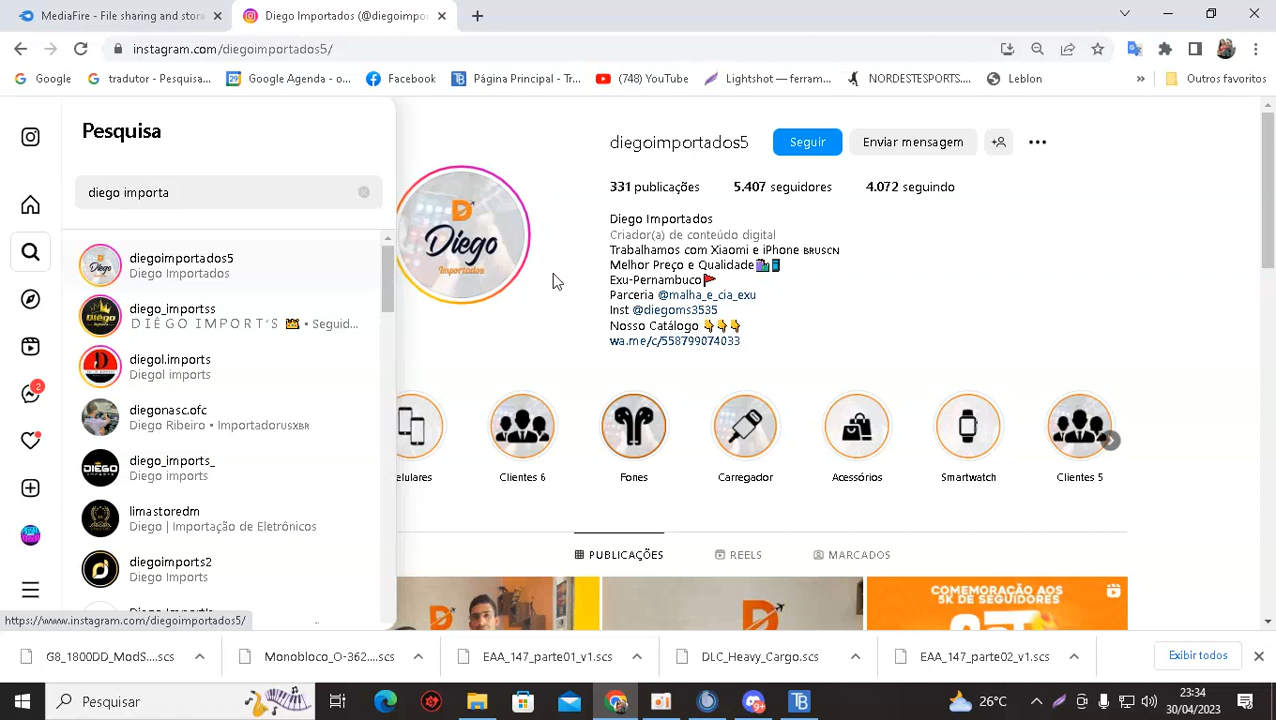 MediaFire - File sharing and stora
Diego Importados (@diegoimport
instagram.com/diegoimportados5/
Google
tradutor - Pesquisa...
Google Agenda - o...
Facebook
Página Principal - Tr...
(748) YouTube
Lightshot — ferram...
NORDESTESPORTS....
Leblon
»
Outros favoritos
Pesquisa
diego importa
diegoimportados5
Diego Importados
diego_importss
D I Ê G O I M P O R T ' S • Seguid...
diegol.imports
Diegol imports
diegonasc.ofc
Diego Ribeiro • Importadorusxʙʀ
diego_imports_
Diego imports
limastoredm
Diego | Importação de Eletrônicos
diegoimports2
Diego Imports
2
https://www.instagram.com/diegoimportados5/
D
Diego
Importados
diegoimportados5
Seguir
Enviar mensagem
331 publicações
5.407 seguidores
4.072 seguindo
Diego Importados
Criador(a) de conteúdo digital
Trabalhamos com Xiaomi e iPhone ʙʀᴜsᴄɴ
Melhor Preço e Qualidade🛍️📱
Exu-Pernambuco🚩
Parceria @malha_e_cia_exu
Inst @diegoms3535
Nosso Catálogo 👇👇👇
wa.me/c/558799074033
elulares
Clientes 6
Fones
Carregador
Acessórios
Smartwatch
Clientes 5
PUBLICAÇÕES
REELS
MARCADOS
COMEMORAÇÃO AOS
5K DE SEGUIDORES
G8_1800DD_ModS....scs
Monobloco_O-362....scs
EAA_147_parte01_v1.scs
DLC_Heavy_Cargo.scs
EAA_147_parte02_v1.scs
Exibir todos
Pesquisar
TB
26°C
23:34
30/04/2023